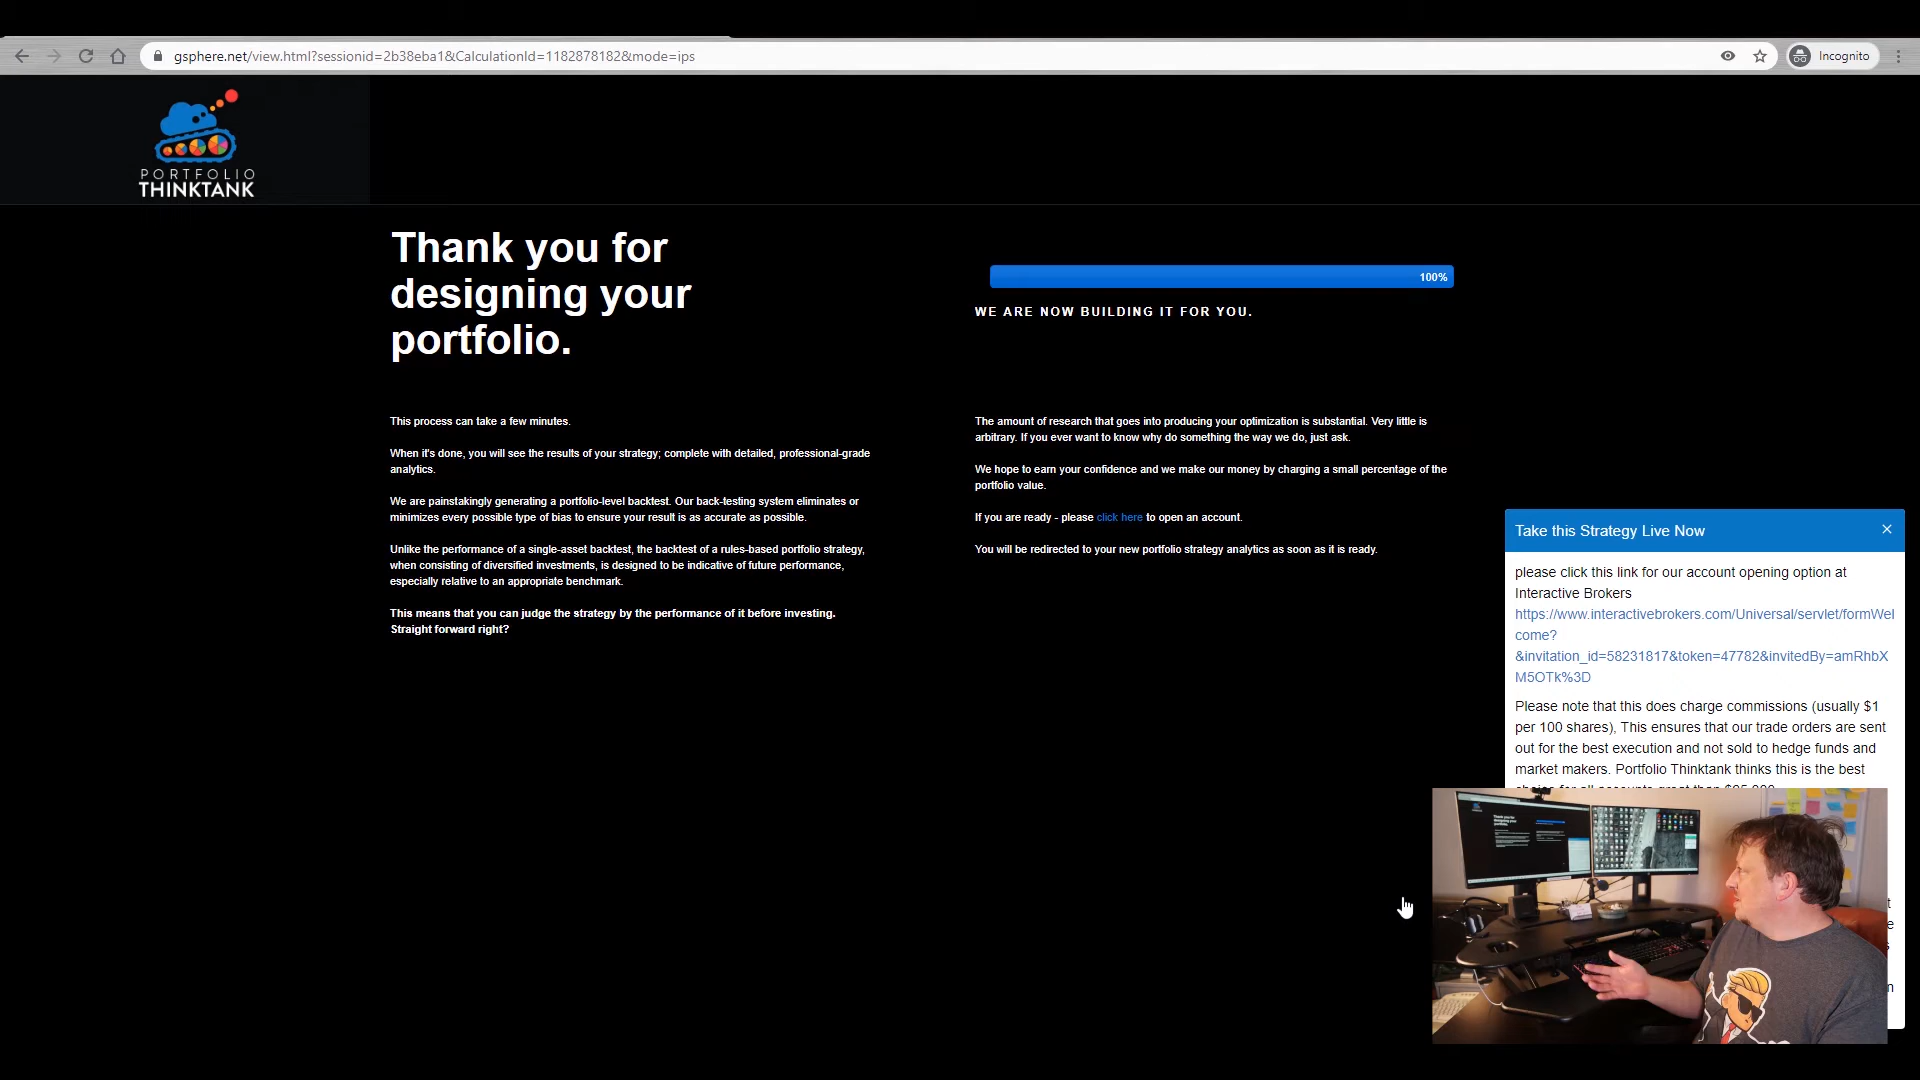 gsphere.net/view.html?sessionid=2b38eba1&CalculationId=1182878182&mode=ips
Incognito
PORTFOLIO
THINKTANK
Thank you for
designing your
portfolio.
100%
WE ARE NOW BUILDING IT FOR YOU.
This process can take a few minutes.
When it's done, you will see the results of your strategy; complete with detailed, professional-grade
analytics.
We are painstakingly generating a portfolio-level backtest. Our back-testing system eliminates or
minimizes every possible type of bias to ensure your result is as accurate as possible.
Unlike the performance of a single-asset backtest, the backtest of a rules-based portfolio strategy,
when consisting of diversified investments, is designed to be indicative of future performance,
especially relative to an appropriate benchmark.
This means that you can judge the strategy by the performance of it before investing.
Straight forward right?
The amount of research that goes into producing your optimization is substantial. Very little is
arbitrary. If you ever want to know why do something the way we do, just ask.
We hope to earn your confidence and we make our money by charging a small percentage of the
portfolio value.
If you are ready - please click here to open an account.
You will be redirected to your new portfolio strategy analytics as soon as it is ready.
Take this Strategy Live Now
please click this link for our account opening option at
Interactive Brokers
https://www.interactivebrokers.com/Universal/servlet/formWel
come?
&invitation_id=58231817&token=47782&invitedBy=amRhbX
M5OTk%3D
Please note that this does charge commissions (usually $1
per 100 shares), This ensures that our trade orders are sent
out for the best execution and not sold to hedge funds and
market makers. Portfolio Thinktank thinks this is the best
Thank you for
designing your
portfolio.